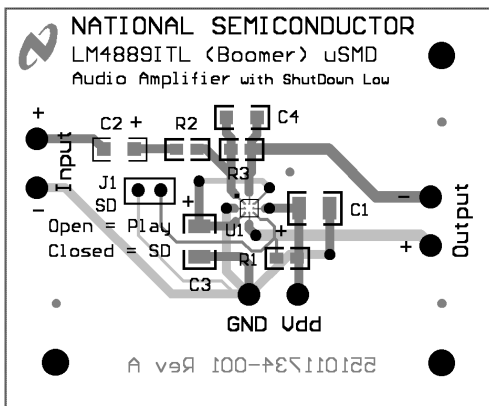 NATIONAL SEMICONDUCTOR
LM4889ITL (Boomer) uSMD
Audio Amplifier with ShutDown Low
+
C2 +
R2
C4
Input
R3
J1
-
SD
+
C1
-
Open = Play
U1
+
Output
Closed = SD
R1
+
C3
GND Vdd
551011734-001 Rev A